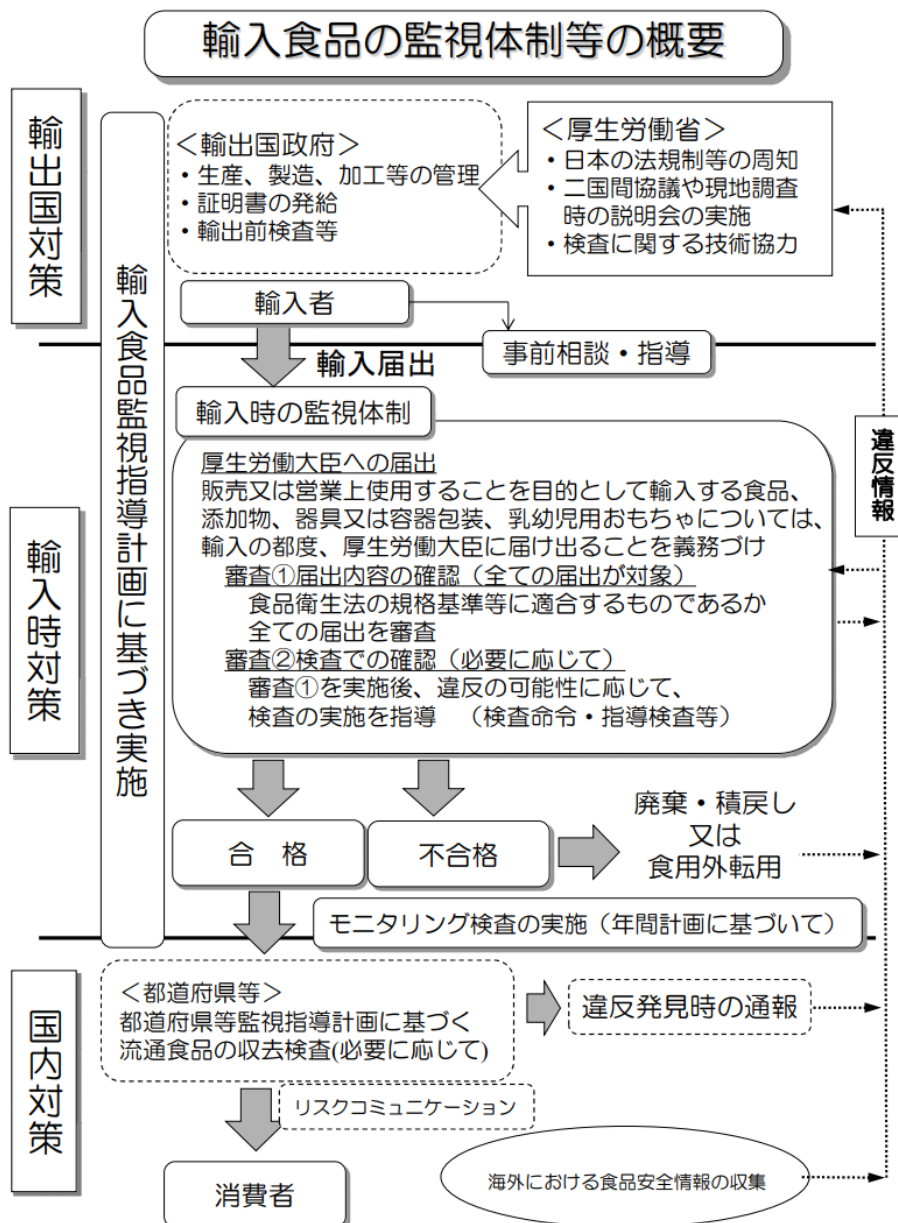 輸入食品の監視体制等の概要
輸出国対策
輸入食品監視指導計画に基づき実施
＜輸出国政府＞
・生産、製造、加工等の管理
・証明書の発給
・輸出前検査等
＜厚生労働省＞
・日本の法規制等の周知
・二国間協議や現地調査
時の説明会の実施
・検査に関する技術協力
輸入者
事前相談・指導
輸入届出
違反情報
輸入時対策
輸入時の監視体制
厚生労働大臣への届出
販売又は営業上使用することを目的として輸入する食品、
添加物、器具又は容器包装、乳幼児用おもちゃについては、
輸入の都度、厚生労働大臣に届け出ることを義務づけ
審査①届出内容の確認（全ての届出が対象）
食品衛生法の規格基準等に適合するものであるか
全ての届出を審査
審査②検査での確認（必要に応じて）
審査①を実施後、違反の可能性に応じて、
検査の実施を指導　（検査命令・指導検査等）
合　格
不合格
廃棄・積戻し
又は
食用外転用
モニタリング検査の実施（年間計画に基づいて）
国内対策
＜都道府県等＞
都道府県等監視指導計画に基づく
流通食品の収去検査(必要に応じて)
違反発見時の通報
リスクコミュニケーション
消費者
海外における食品安全情報の収集